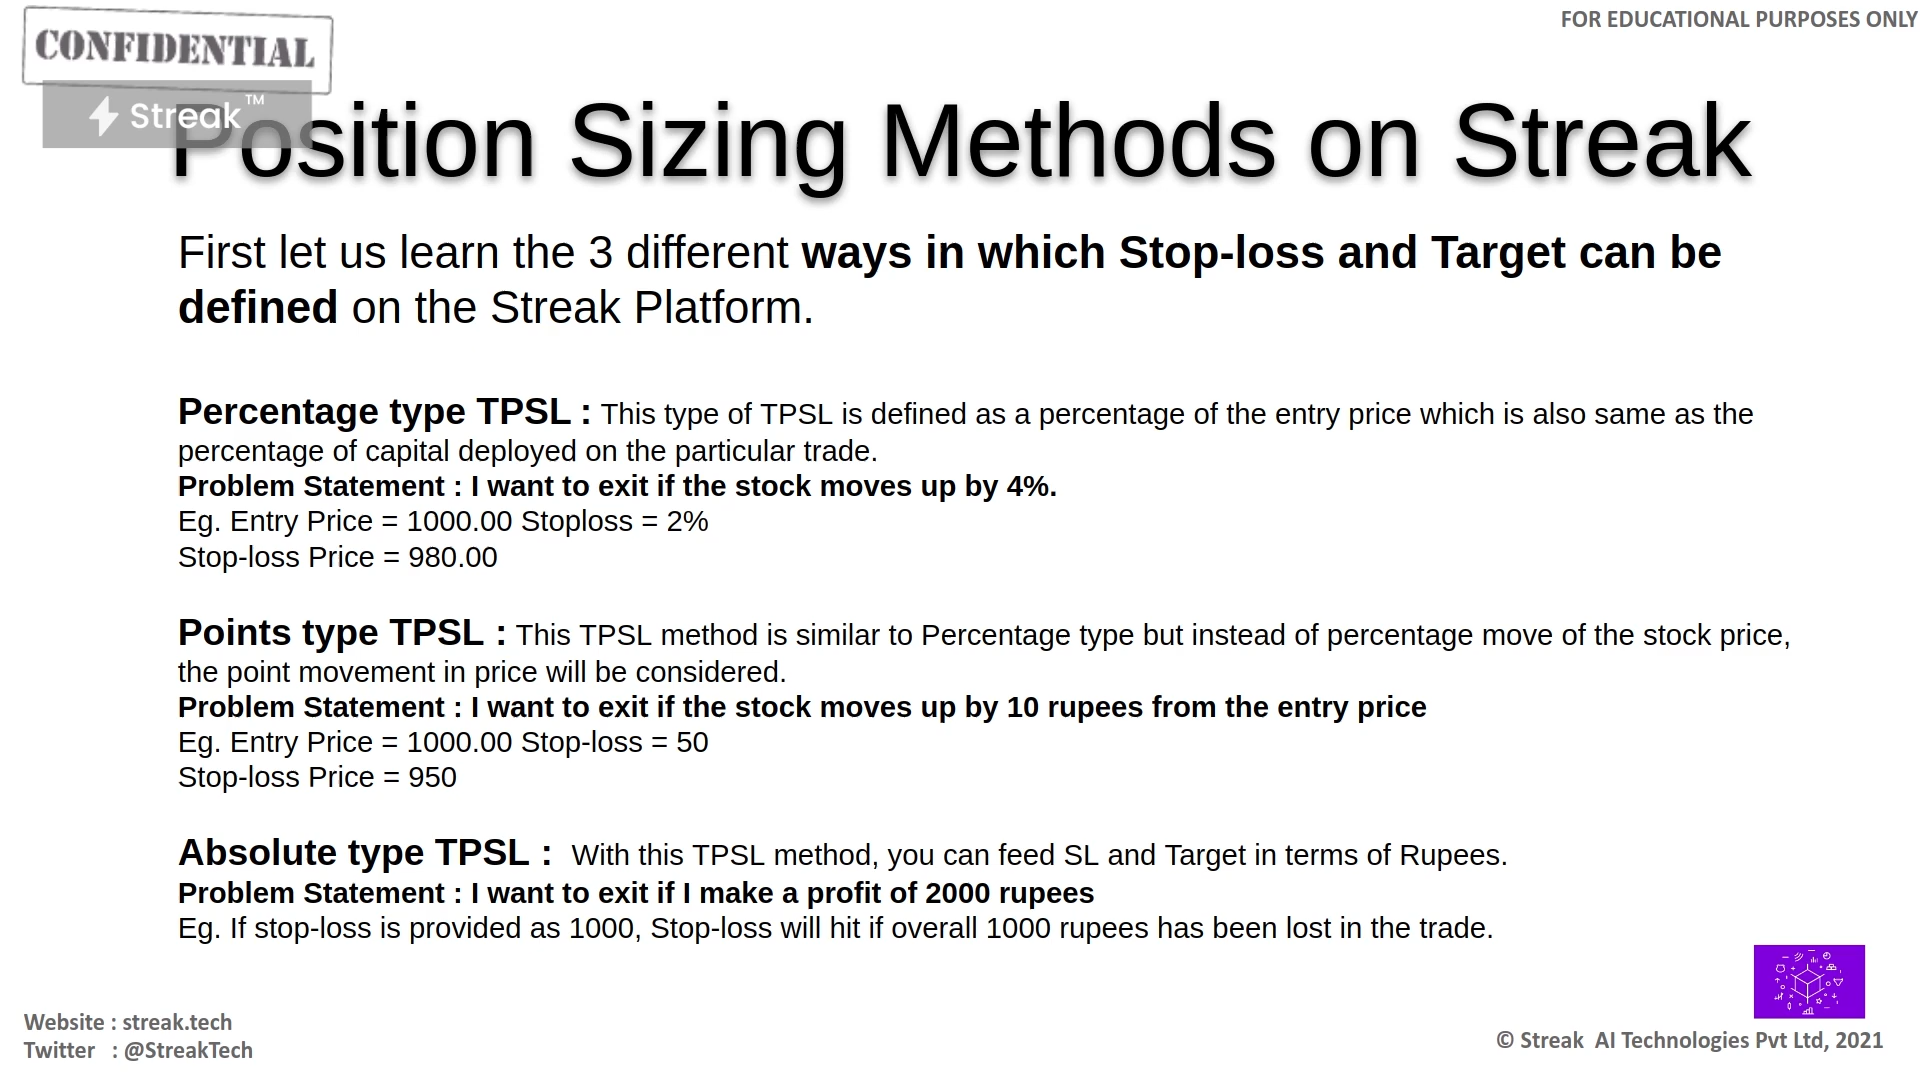 CONFIDENTIAL
FOR EDUCATIONAL PURPOSES ONLY
Streak™
Position Sizing Methods on Streak
First let us learn the 3 different ways in which Stop-loss and Target can be
defined on the Streak Platform.
Percentage type TPSL : This type of TPSL is defined as a percentage of the entry price which is also same as the
percentage of capital deployed on the particular trade.
Problem Statement : I want to exit if the stock moves up by 4%.
Eg. Entry Price = 1000.00 Stoploss = 2%
Stop-loss Price = 980.00
Points type TPSL : This TPSL method is similar to Percentage type but instead of percentage move of the stock price,
the point movement in price will be considered.
Problem Statement : I want to exit if the stock moves up by 10 rupees from the entry price
Eg. Entry Price = 1000.00 Stop-loss = 50
Stop-loss Price = 950
Absolute type TPSL : With this TPSL method, you can feed SL and Target in terms of Rupees.
Problem Statement : I want to exit if I make a profit of 2000 rupees
Eg. If stop-loss is provided as 1000, Stop-loss will hit if overall 1000 rupees has been lost in the trade.
Website : streak.tech
Twitter : @StreakTech
© Streak AI Technologies Pvt Ltd, 2021